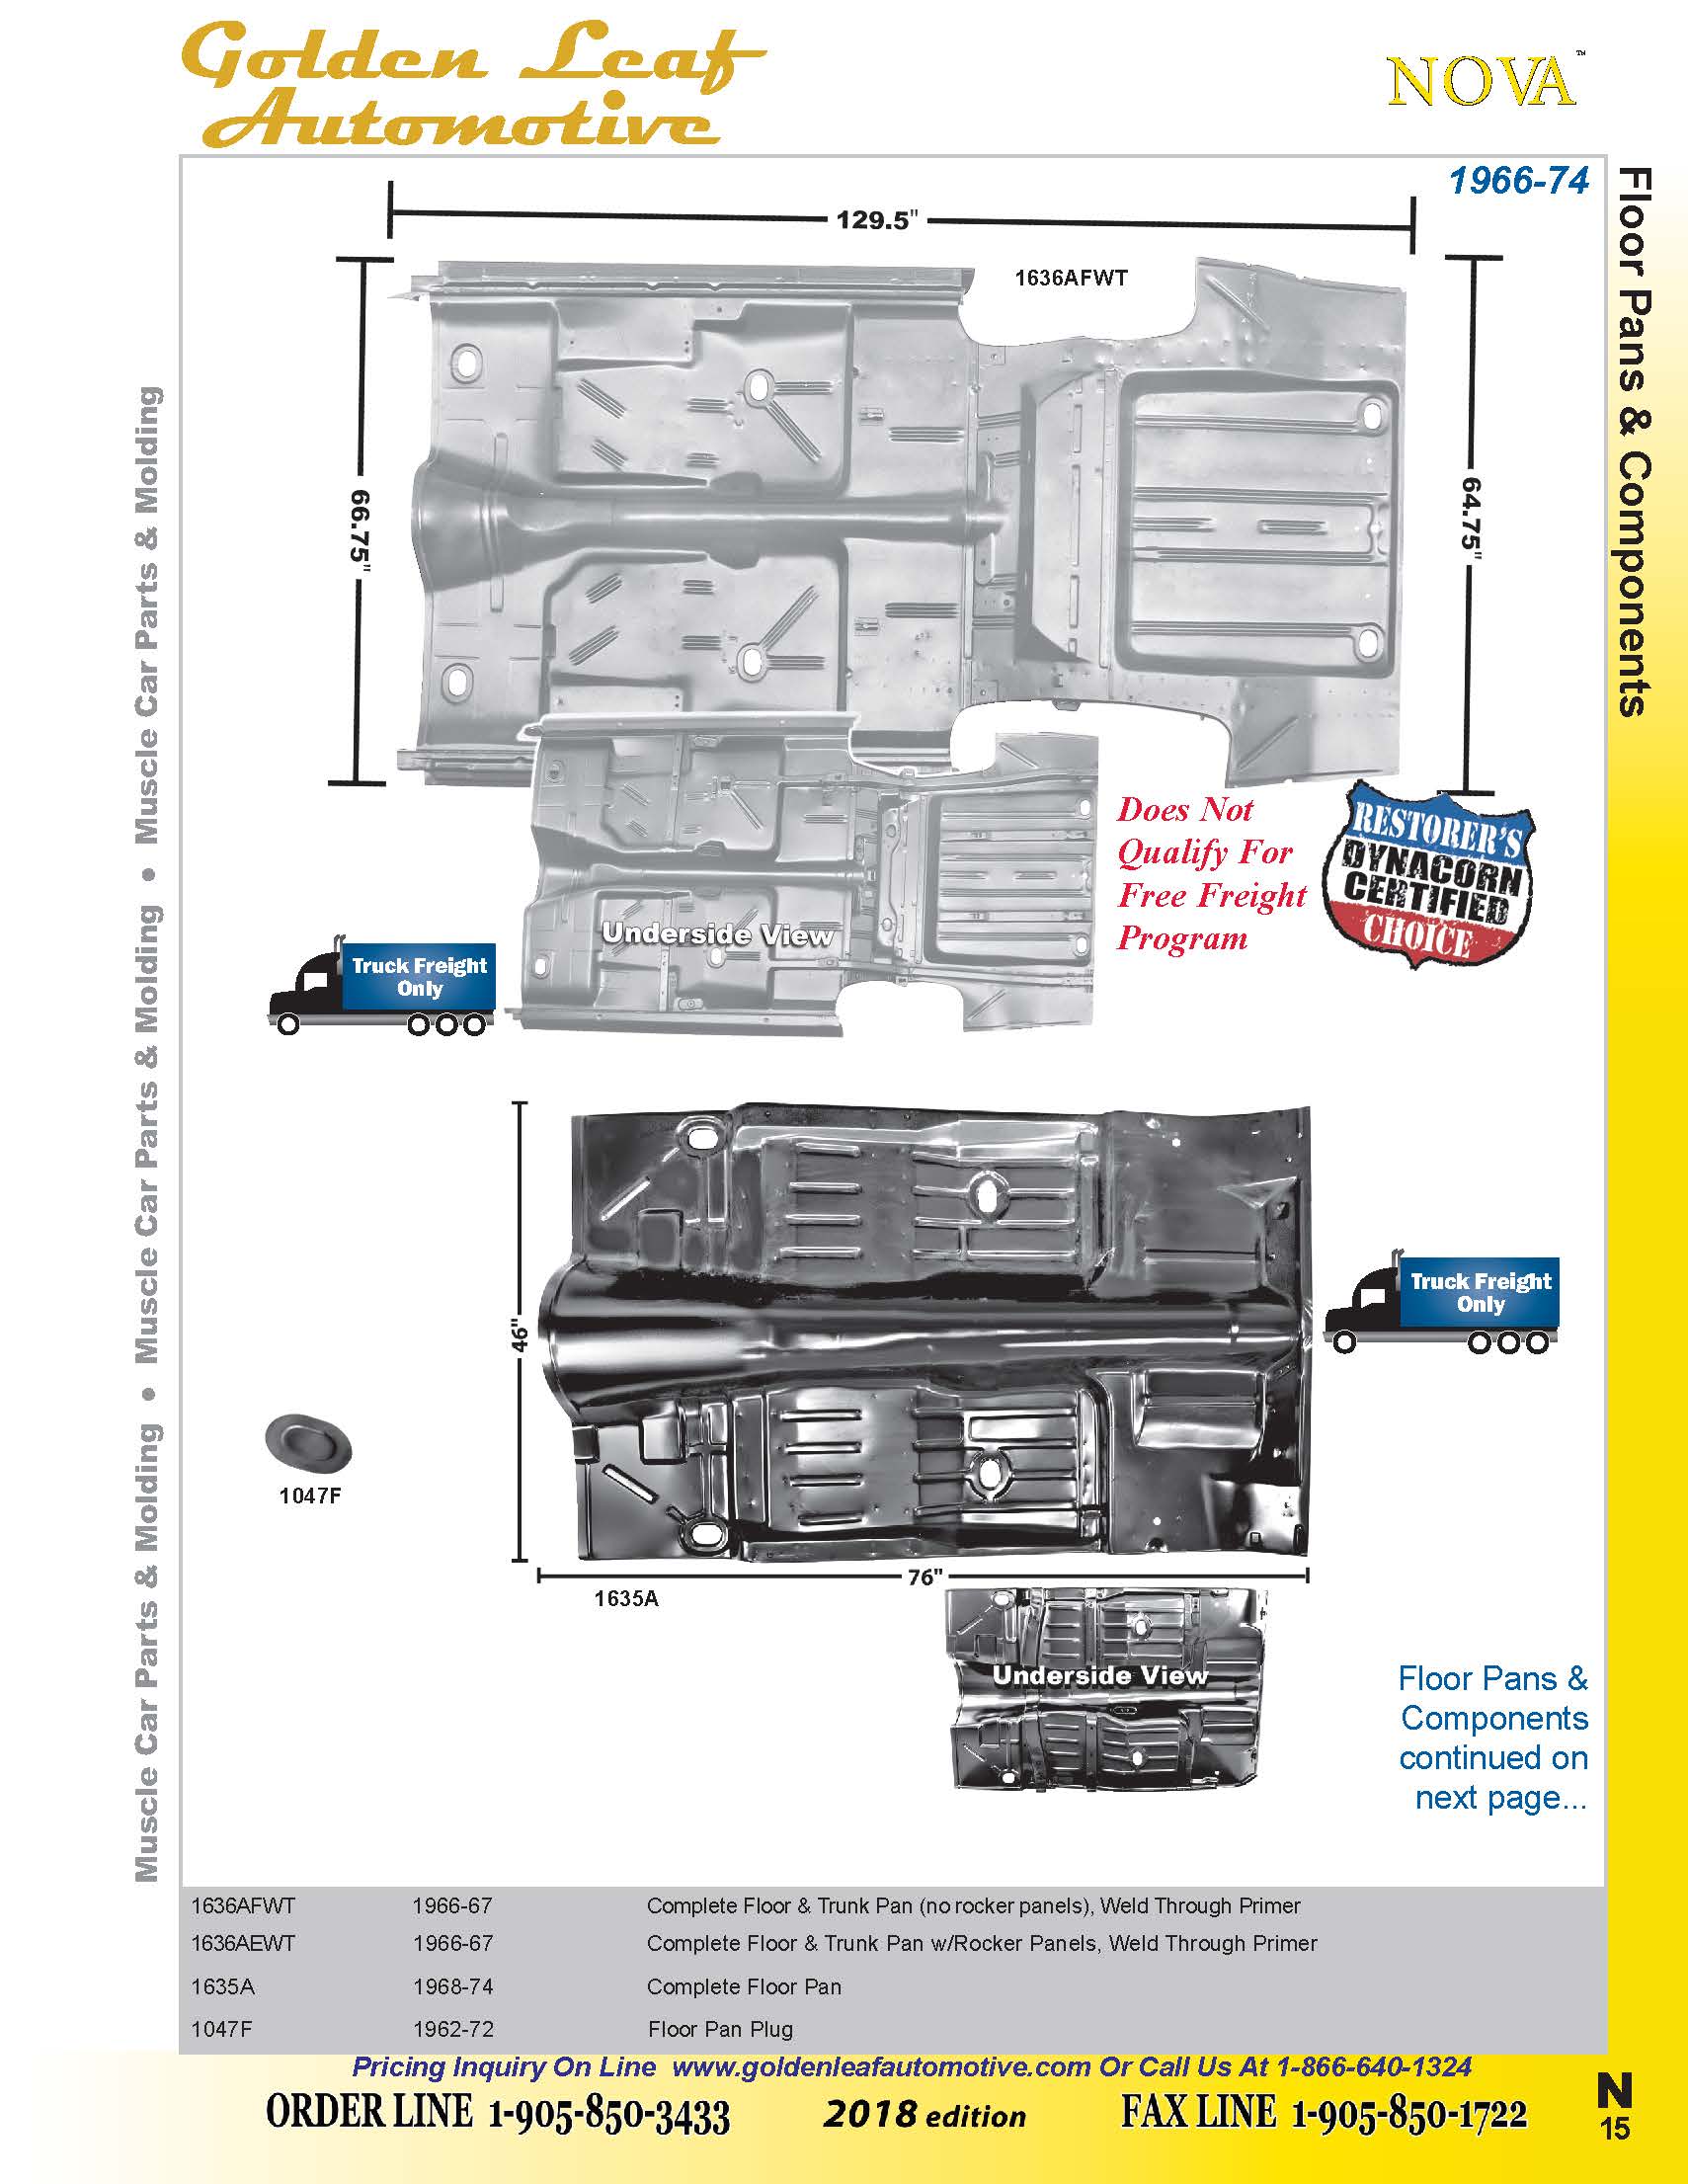 Golden Leaf
Automotive
NOVA™
1966-74
Floor Pans & Components
Muscle Car Parts & Molding • Muscle Car Parts & Molding • Muscle Car Parts & Molding
129.5"
1636AFWT
66.75"
64.75"
Does Not
Qualify For
Free Freight
Program
RESTORER'S
DYNACORN
CERTIFIED
CHOICE
Underside View
Truck Freight
Only
46"
Truck Freight
Only
1047F
76"
1635A
Underside View
Floor Pans &
Components
continued on
next page...
1636AFWT 1966-67 Complete Floor & Trunk Pan (no rocker panels), Weld Through Primer
1636AEWT 1966-67 Complete Floor & Trunk Pan w/Rocker Panels, Weld Through Primer
1635A 1968-74 Complete Floor Pan
1047F 1962-72 Floor Pan Plug
Pricing Inquiry On Line www.goldenleafautomotive.com Or Call Us At 1-866-640-1324
ORDER LINE 1-905-850-3433 2018 edition FAX LINE 1-905-850-1722
N
15